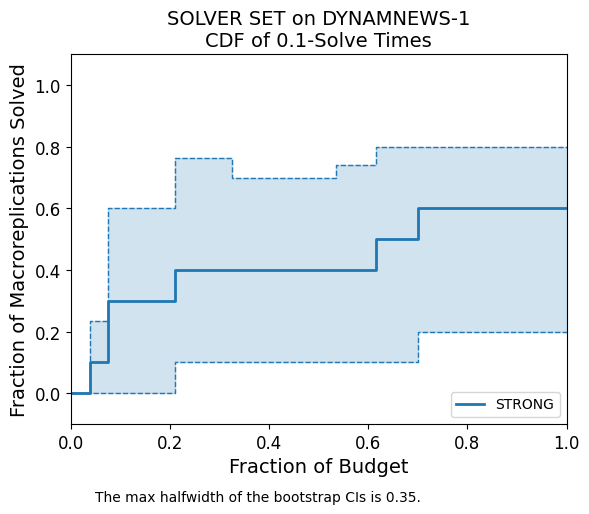 SOLVER SET on DYNAMNEWS-1
CDF of 0.1-Solve Times
Fraction of Macroreplications Solved
1.0
0.8
0.6
0.4
0.2
0.0
STRONG
0.0 0.2 0.4 0.6 0.8 1.0
Fraction of Budget
The max halfwidth of the bootstrap CIs is 0.35.